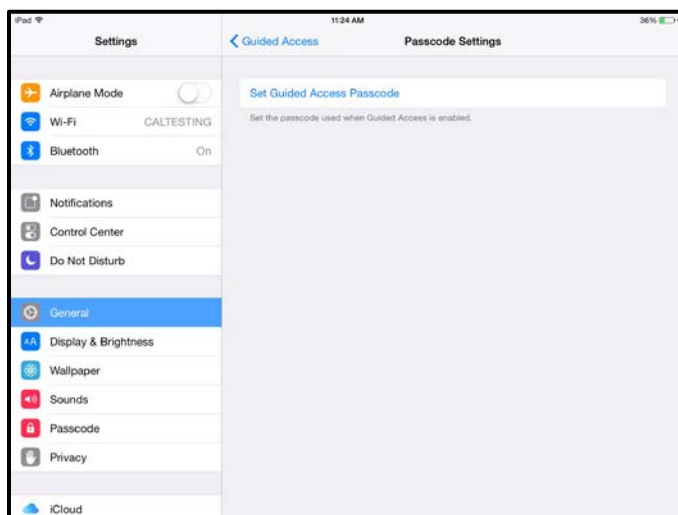 iPad
11:24 AM
36%
Settings
Guided Access
Passcode Settings
Airplane Mode
Wi-Fi
CALTESTING
Bluetooth
On
Notifications
Control Center
Do Not Disturb
General
Display & Brightness
Wallpaper
Sounds
Passcode
Privacy
iCloud
Set Guided Access Passcode
Set the passcode used when Guided Access is enabled.